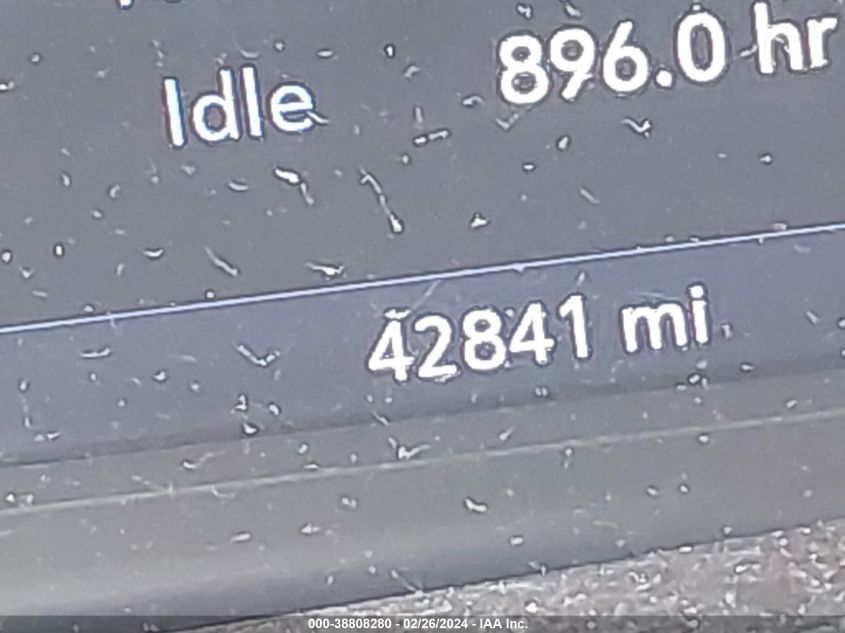 Idle 896.0 hr
42841 mi
000-38808280 - 02/26/2024 - IAA Inc.